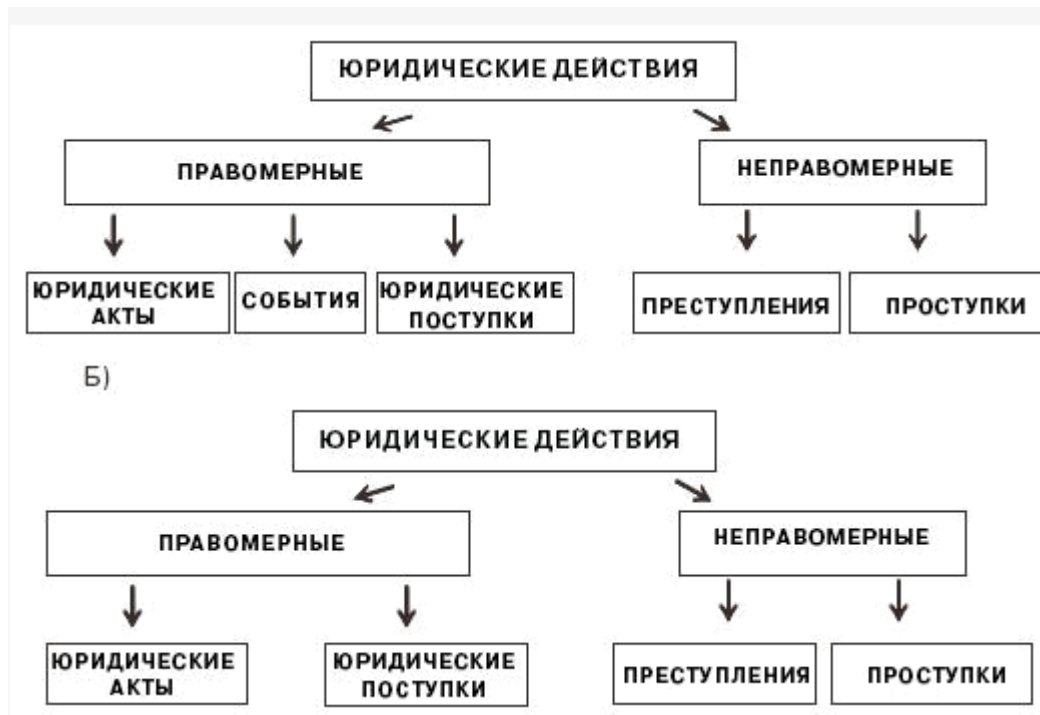 ЮРИДИЧЕСКИЕ ДЕЙСТВИЯ
ПРАВОМЕРНЫЕ
НЕПРАВОМЕРНЫЕ
ЮРИДИЧЕСКИЕ
АКТЫ
СОБЫТИЯ
ЮРИДИЧЕСКИЕ
ПОСТУПКИ
ПРЕСТУПЛЕНИЯ
ПРОСТУПКИ
Б)
ЮРИДИЧЕСКИЕ ДЕЙСТВИЯ
ПРАВОМЕРНЫЕ
НЕПРАВОМЕРНЫЕ
ЮРИДИЧЕСКИЕ
АКТЫ
ЮРИДИЧЕСКИЕ
ПОСТУПКИ
ПРЕСТУПЛЕНИЯ
ПРОСТУПКИ